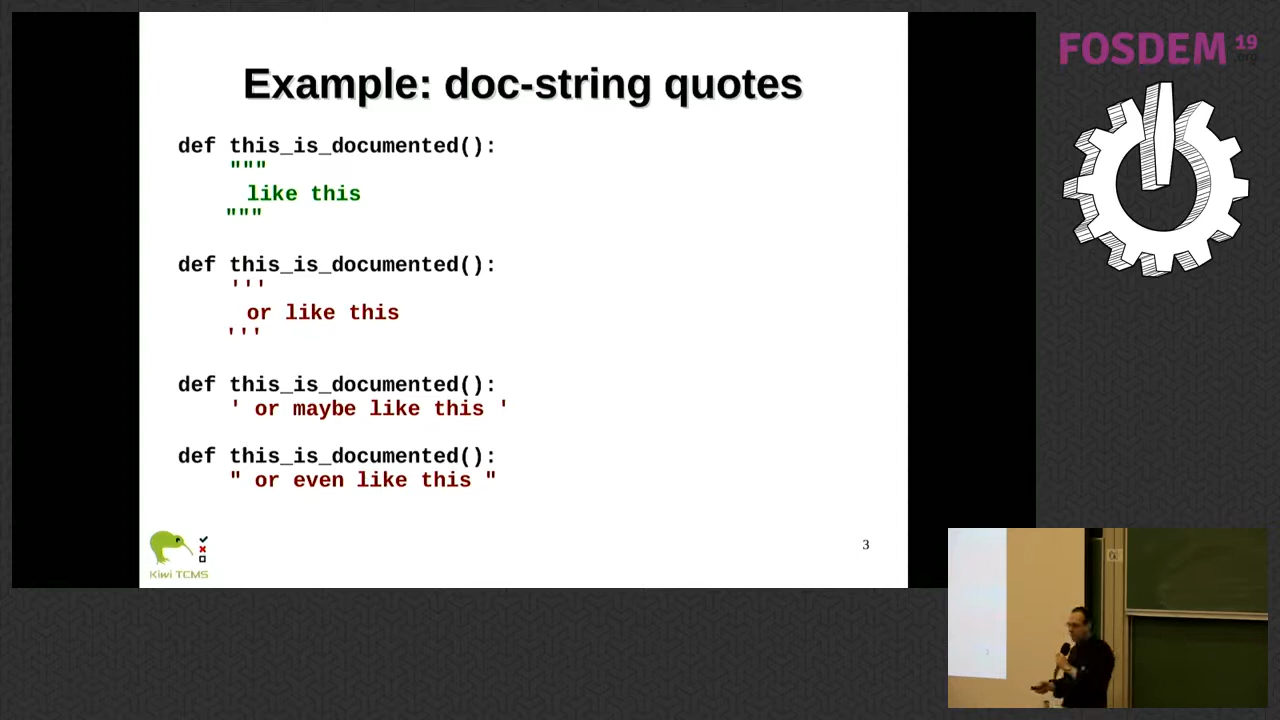 Example: doc-string quotes
def this_is_documented():
"""
like this
"""
def this_is_documented():
'''
or like this
'''
def this_is_documented():
' or maybe like this '
def this_is_documented():
" or even like this "
Kiwi TCMS
3
FOSDEM 19
.org